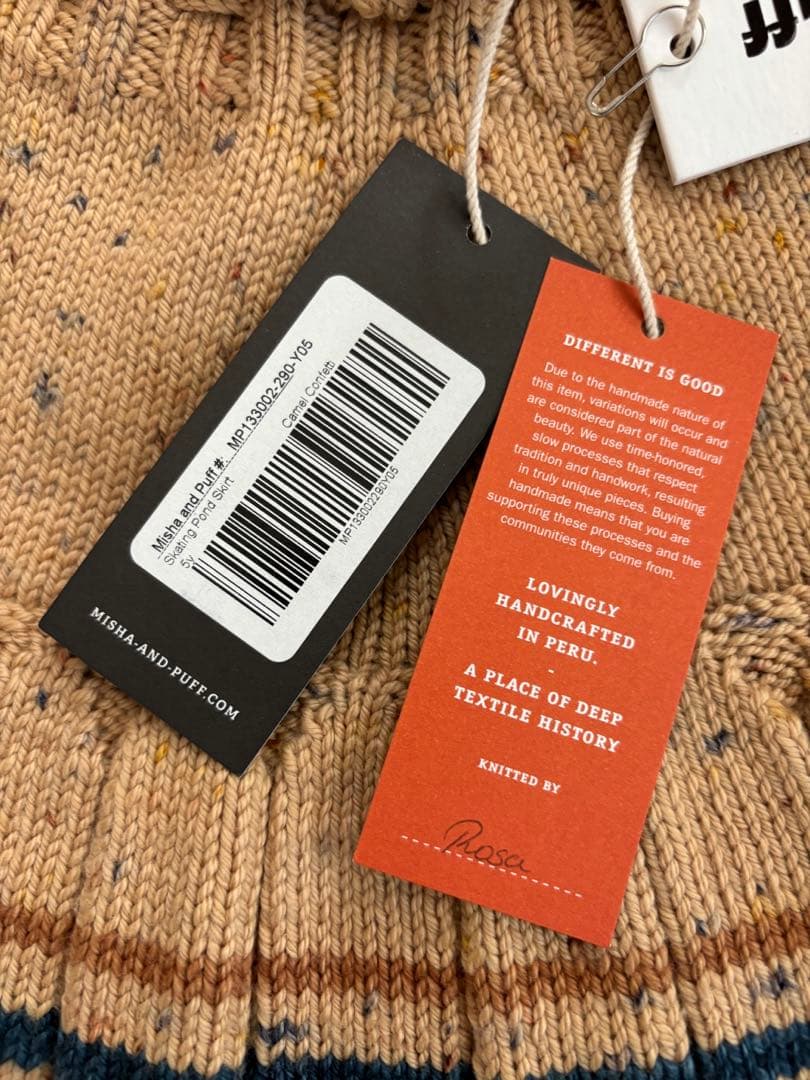 ff
Misha and Puff #: MP133002-290-Y05
Skating Pond Skirt
Camel Confetti
5y
MP133002290Y05
MISHA-AND-PUFF.COM
DIFFERENT IS GOOD
Due to the handmade nature of
this item, variations will occur and
are considered part of the natural
beauty. We use time-honored,
slow processes that respect
tradition and handwork, resulting
in truly unique pieces. Buying
handmade means that you are
supporting these processes and the
communities they come from.
LOVINGLY
HANDCRAFTED
IN PERU.
-
A PLACE OF DEEP
TEXTILE HISTORY
KNITTED BY
Rosa